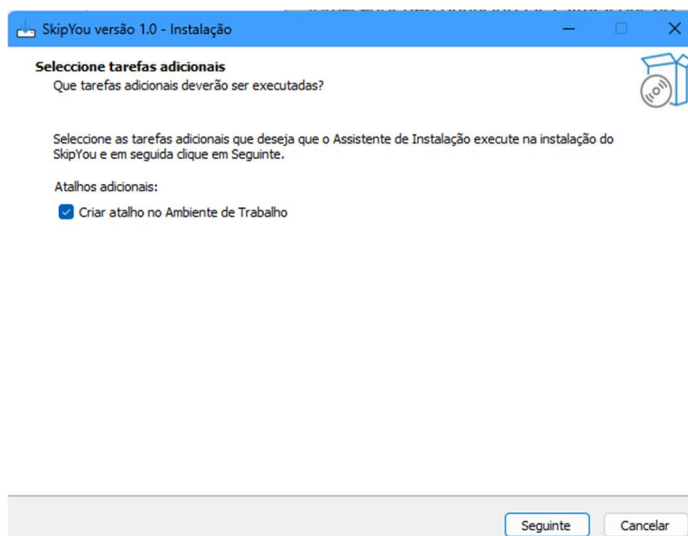 SkipYou versão 1.0 - Instalação
Seleccione tarefas adicionais
Que tarefas adicionais deverão ser executadas?
Seleccione as tarefas adicionais que deseja que o Assistente de Instalação execute na instalação do
SkipYou e em seguida clique em Seguinte.
Atalhos adicionais:
Criar atalho no Ambiente de Trabalho
Seguinte
Cancelar